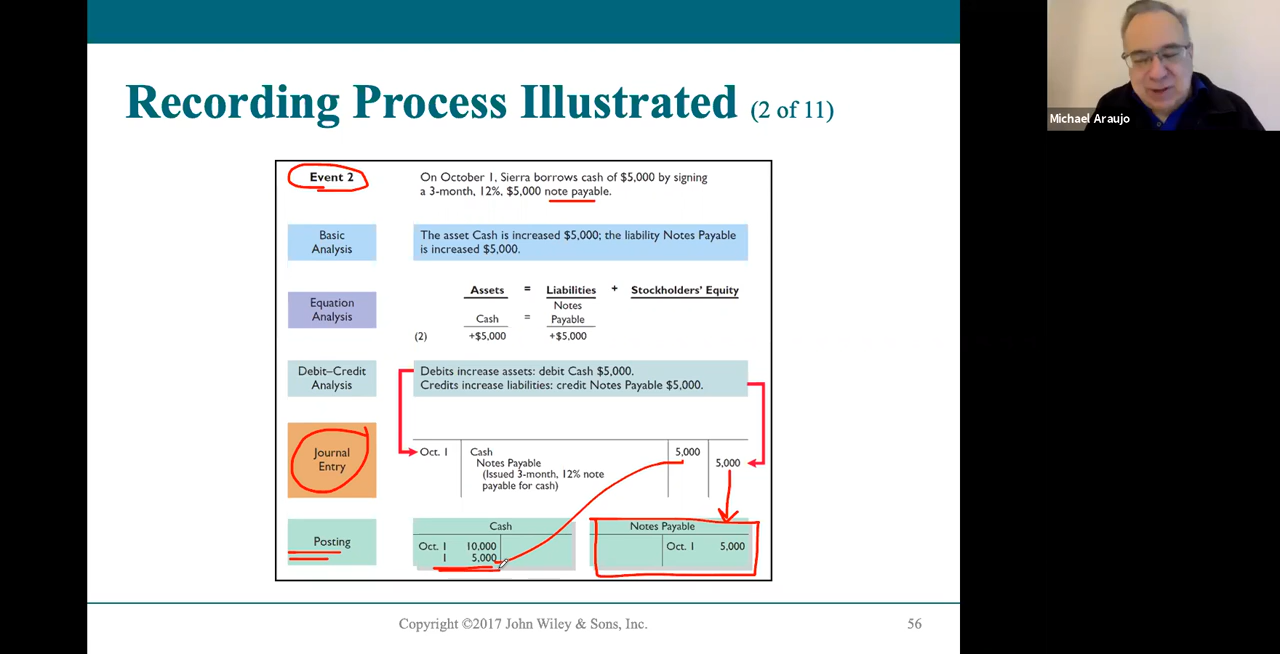 Recording Process Illustrated (2 of 11)
Michael Araujo
Event 2
On October 1, Sierra borrows cash of $5,000 by signing
a 3-month, 12%, $5,000 note payable.
Basic
Analysis
The asset Cash is increased $5,000; the liability Notes Payable
is increased $5,000.
Equation
Analysis
Assets = Liabilities + Stockholders' Equity
Notes
Cash = Payable
(2) +$5,000 +$5,000
Debit–Credit
Analysis
Debits increase assets: debit Cash $5,000.
Credits increase liabilities: credit Notes Payable $5,000.
Journal
Entry
Oct. 1 Cash 5,000
Notes Payable 5,000
(Issued 3-month, 12% note
payable for cash)
Posting
Cash
Oct. 1 10,000
1 5,000
Notes Payable
Oct. 1 5,000
Copyright ©2017 John Wiley & Sons, Inc. 56